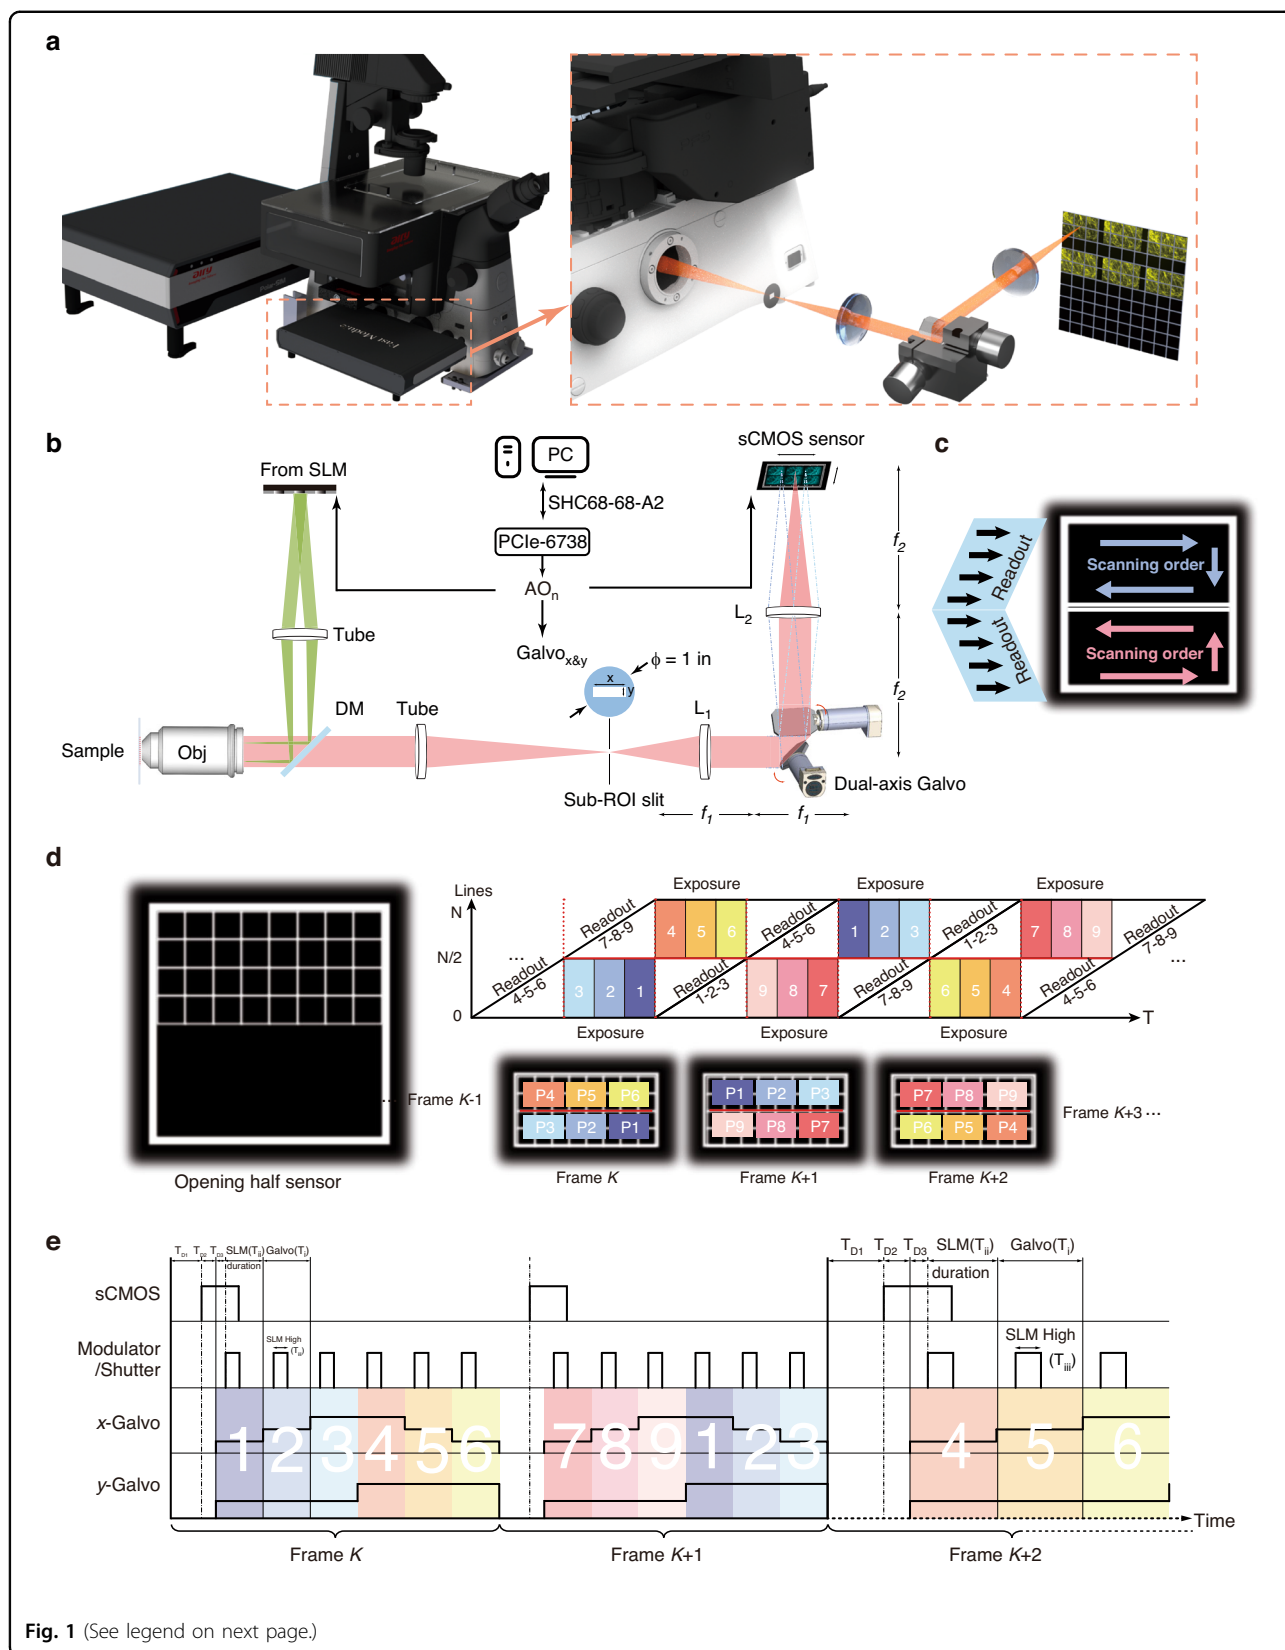 a
Fast Module
b
From SLM
PC
SHC68-68-A2
PCIe-6738
AOn
Galvox&y
sCMOS sensor
f2
L2
f2
Tube
DM
Tube
ϕ = 1 in
x
y
L1
Sample
Obj
Sub-ROI slit
Dual-axis Galvo
f1
f1
c
Readout
Readout
Scanning order
Scanning order
d
Opening half sensor
Lines
N
N/2
0
T
Exposure
Exposure
Exposure
Readout
7-8-9
4 5 6
Readout
4-5-6
1 2 3
Readout
1-2-3
7 8 9
Readout
7-8-9
...
...
Readout
4-5-6
3 2 1
Readout
1-2-3
9 8 7
Readout
7-8-9
6 5 4
Readout
4-5-6
Exposure
Exposure
Exposure
... Frame K-1
P4 P5 P6
P3 P2 P1
Frame K
P1 P2 P3
P9 P8 P7
Frame K+1
P7 P8 P9
P6 P5 P4
Frame K+2
Frame K+3 ...
e
TD1 TD2 TD3 SLM(Tii) Galvo(Ti)
duration
TD1 TD2 TD3 SLM(Tii) Galvo(Ti)
duration
sCMOS
Modulator
/Shutter
SLM High
(Tiii)
SLM High
(Tiii)
x-Galvo
y-Galvo
1 2 3 4 5 6
7 8 9 1 2 3
4 5 6
Time
Frame K
Frame K+1
Frame K+2
Fig. 1 (See legend on next page.)